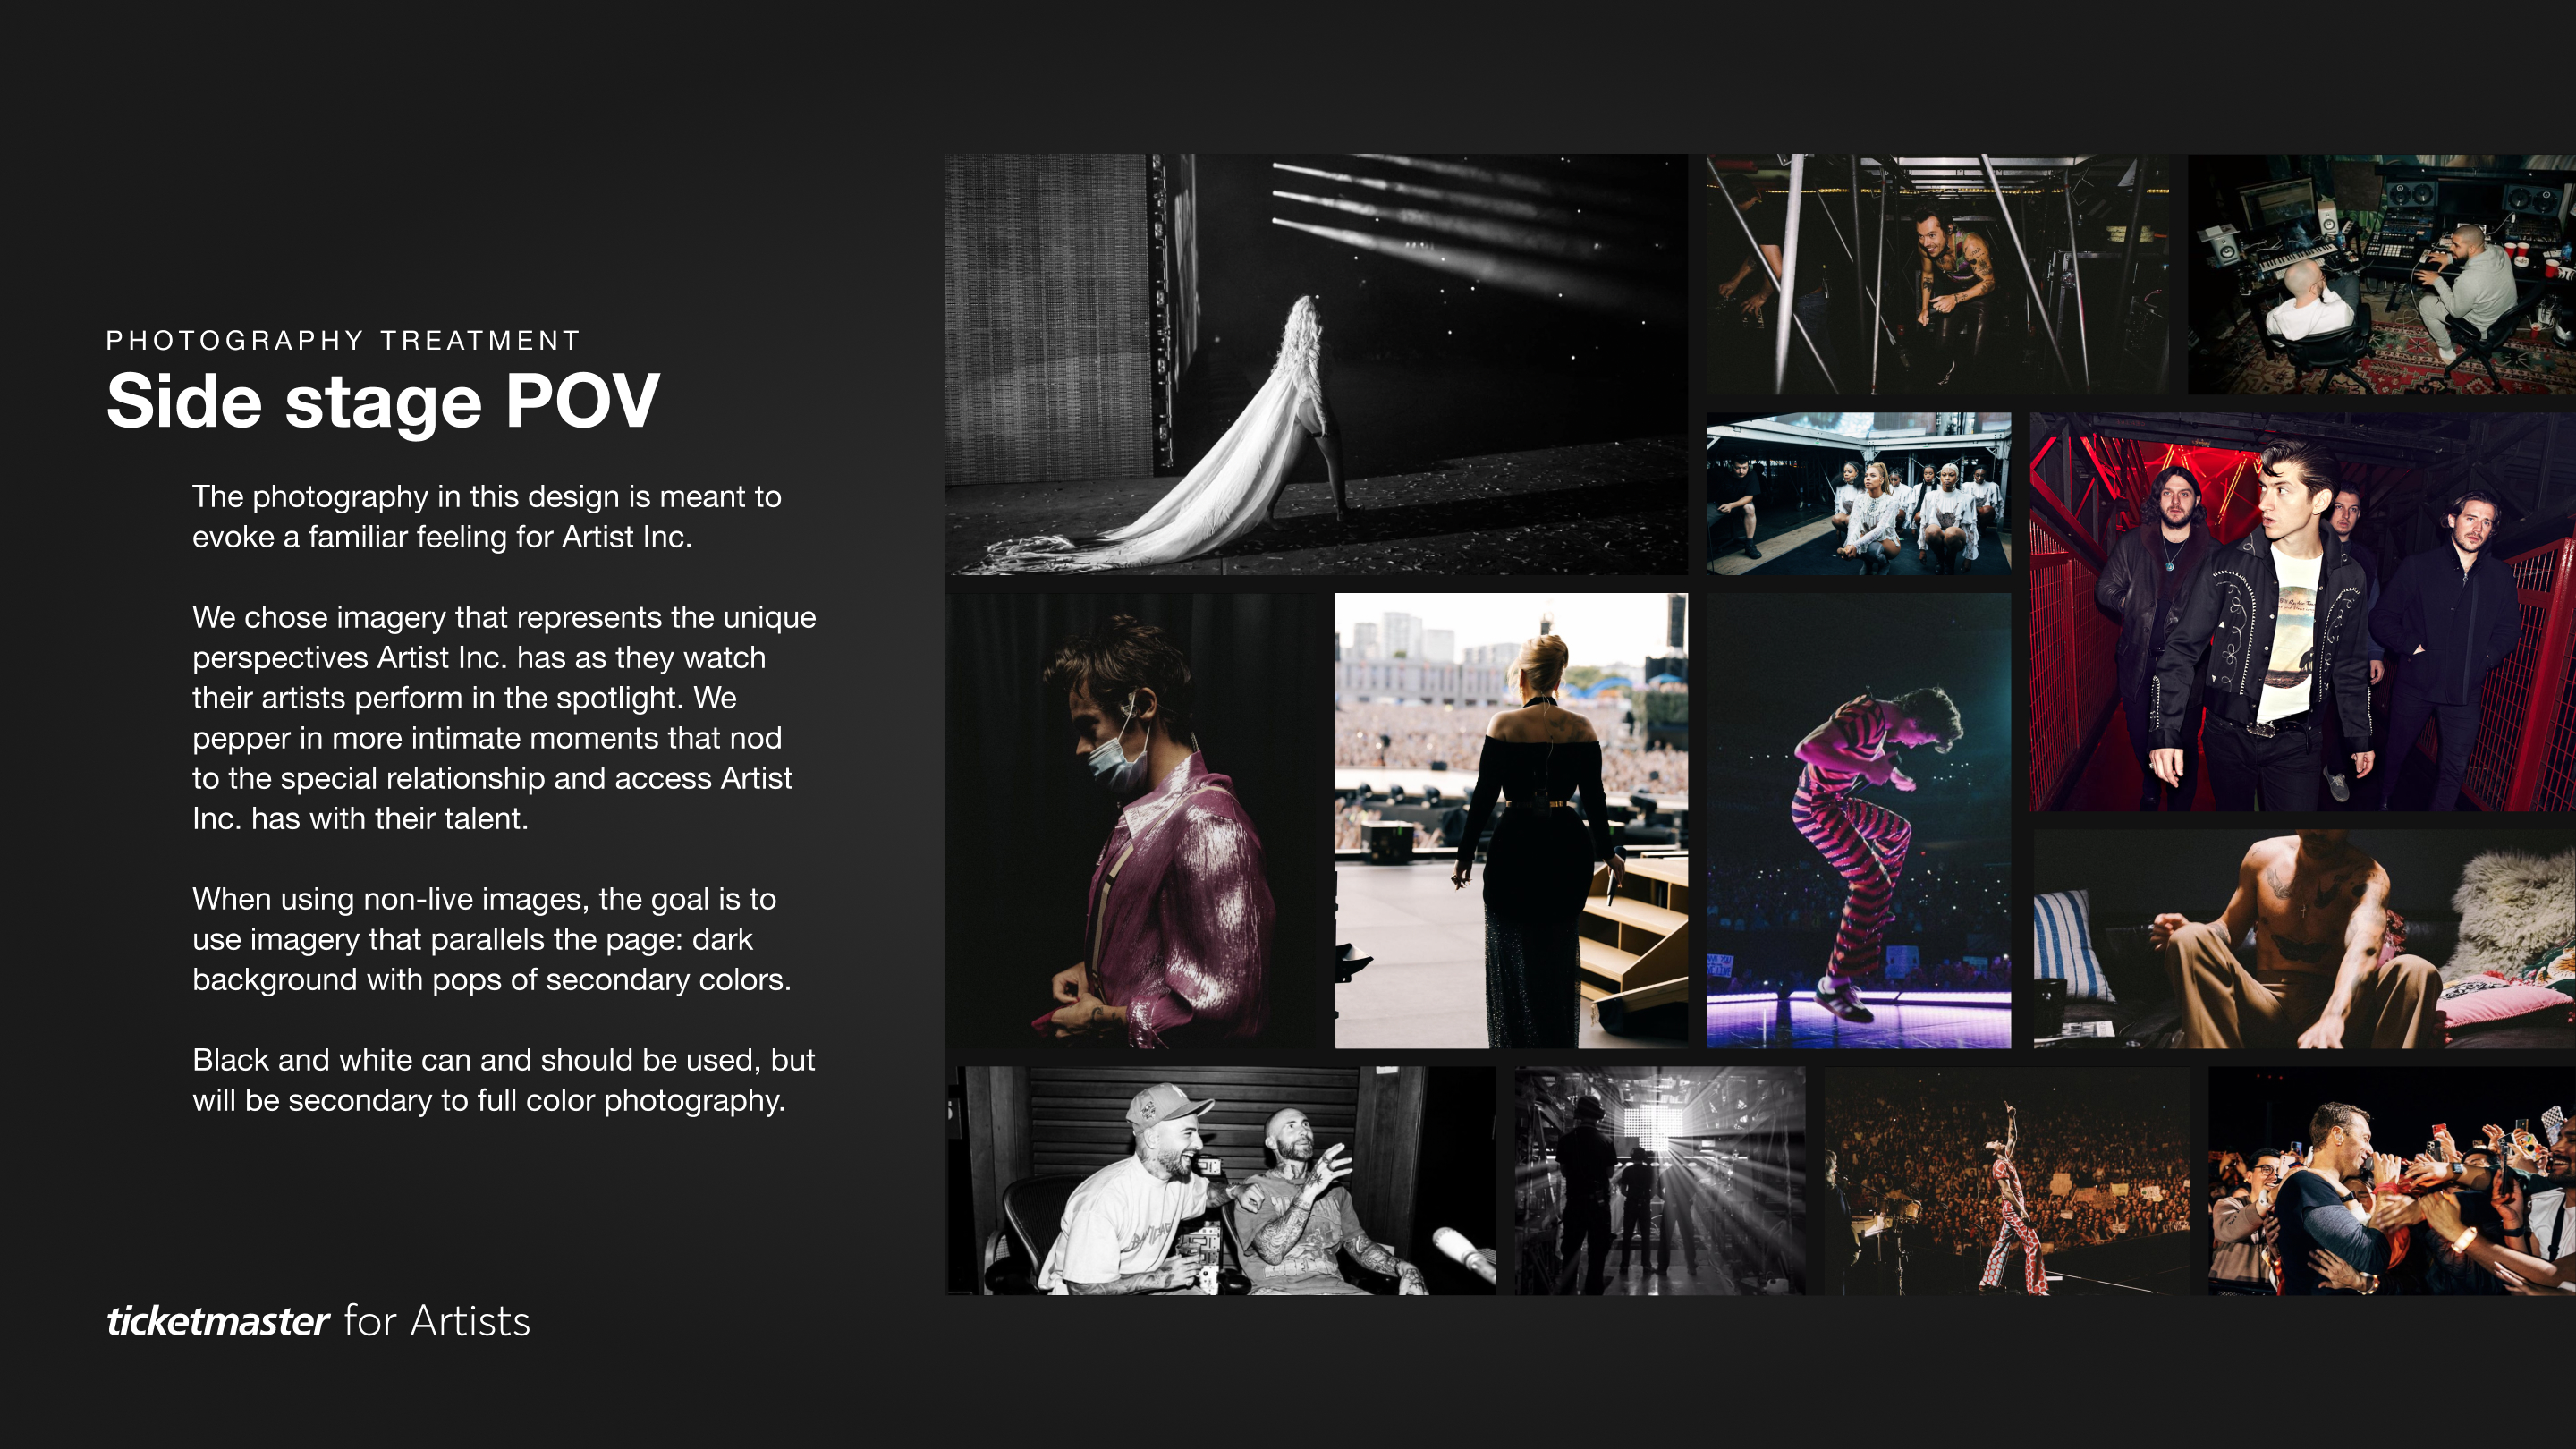 PHOTOGRAPHY TREATMENT
Side stage POV
The photography in this design is meant to
evoke a familiar feeling for Artist Inc.
We chose imagery that represents the unique
perspectives Artist Inc. has as they watch
their artists perform in the spotlight. We
pepper in more intimate moments that nod
to the special relationship and access Artist
Inc. has with their talent.
When using non-live images, the goal is to
use imagery that parallels the page: dark
background with pops of secondary colors.
Black and white can and should be used, but
will be secondary to full color photography.
ticketmaster for Artists